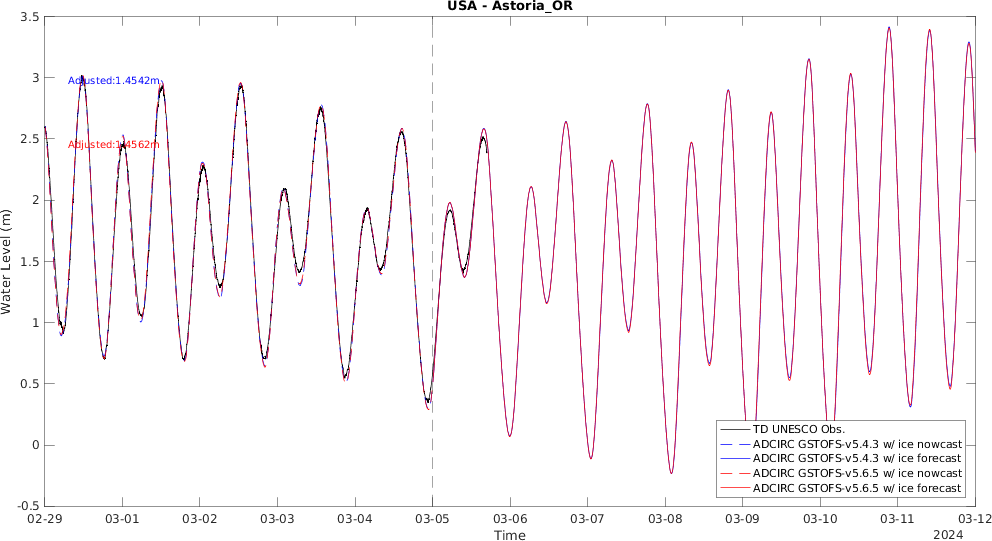 USA - Astoria_OR
3.5
3
2.5
2
1.5
1
0.5
0
-0.5
Water Level (m)
Adjusted:1.4542m
Adjusted:1.4562m
TD UNESCO Obs.
ADCIRC GSTOFS-v5.4.3 w/ ice nowcast
ADCIRC GSTOFS-v5.4.3 w/ ice forecast
ADCIRC GSTOFS-v5.6.5 w/ ice nowcast
ADCIRC GSTOFS-v5.6.5 w/ ice forecast
02-29 03-01 03-02 03-03 03-04 03-05 03-06 03-07 03-08 03-09 03-10 03-11 03-12
Time
2024